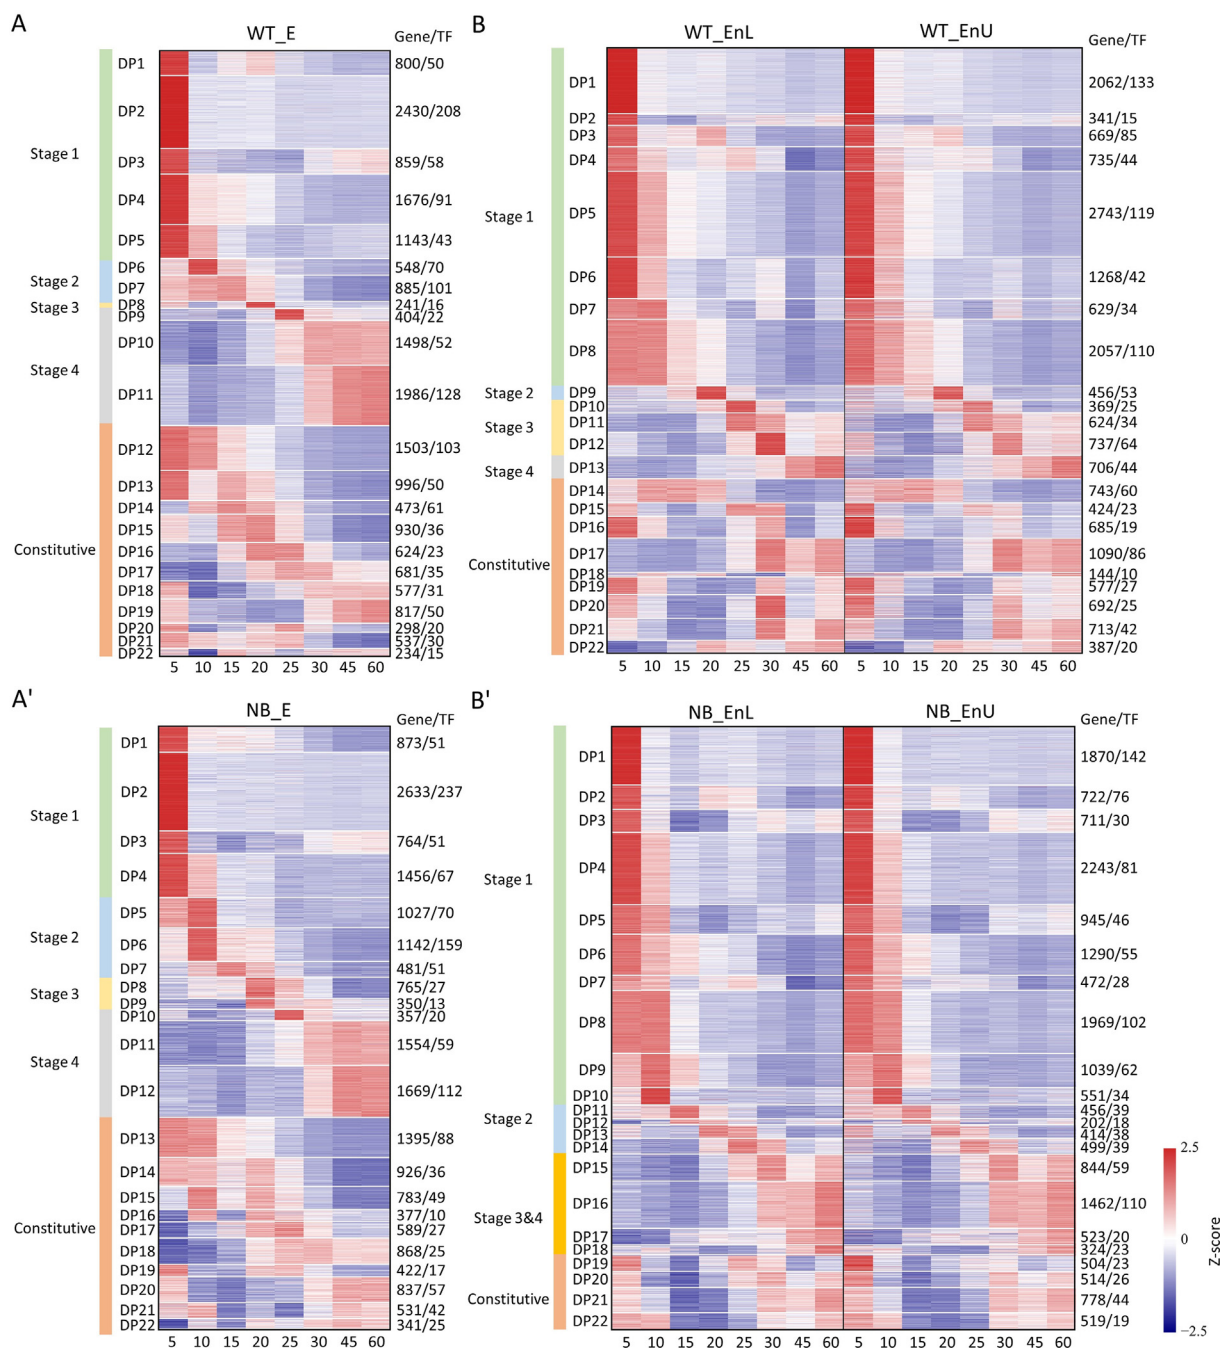 A
WT_E
Gene/TF
Stage 1
Stage 2
Stage 3
Stage 4
Constitutive
DP1 800/50
DP2 2430/208
DP3 859/58
DP4 1676/91
DP5 1143/43
DP6 548/70
DP7 885/101
DP8 241/16
DP9 404/22
DP10 1498/52
DP11 1986/128
DP12 1503/103
DP13 996/50
DP14 473/61
DP15 930/36
DP16 624/23
DP17 681/35
DP18 577/31
DP19 817/50
DP20 298/20
DP21 537/30
DP22 234/15
5 10 15 20 25 30 45 60
B
WT_EnL WT_EnU
Gene/TF
Stage 1
Stage 2
Stage 3
Stage 4
Constitutive
DP1 2062/133
DP2 341/15
DP3 669/85
DP4 735/44
DP5 2743/119
DP6 1268/42
DP7 629/34
DP8 2057/110
DP9 456/53
DP10 369/25
DP11 624/34
DP12 737/64
DP13 706/44
DP14 743/60
DP15 424/23
DP16 685/19
DP17 1090/86
DP18 144/10
DP19 577/27
DP20 692/25
DP21 713/42
DP22 387/20
5 10 15 20 25 30 45 60 5 10 15 20 25 30 45 60
A'
NB_E
Gene/TF
Stage 1
Stage 2
Stage 3
Stage 4
Constitutive
DP1 873/51
DP2 2633/237
DP3 764/51
DP4 1456/67
DP5 1027/70
DP6 1142/159
DP7 481/51
DP8 765/27
DP9 350/13
DP10 357/20
DP11 1554/59
DP12 1669/112
DP13 1395/88
DP14 926/36
DP15 783/49
DP16 377/10
DP17 589/27
DP18 868/25
DP19 422/17
DP20 837/57
DP21 531/42
DP22 341/25
5 10 15 20 25 30 45 60
B'
NB_EnL NB_EnU
Gene/TF
Stage 1
Stage 2
Stage 3&4
Constitutive
DP1 1870/142
DP2 722/76
DP3 711/30
DP4 2243/81
DP5 945/46
DP6 1290/55
DP7 472/28
DP8 1969/102
DP9 1039/62
DP10 551/34
DP11 456/39
DP12 202/18
DP13 414/38
DP14 499/39
DP15 844/59
DP16 1462/110
DP17 523/20
DP18 324/23
DP19 504/23
DP20 514/26
DP21 778/44
DP22 519/19
5 10 15 20 25 30 45 60 5 10 15 20 25 30 45 60
2.5
0
−2.5
Z-score